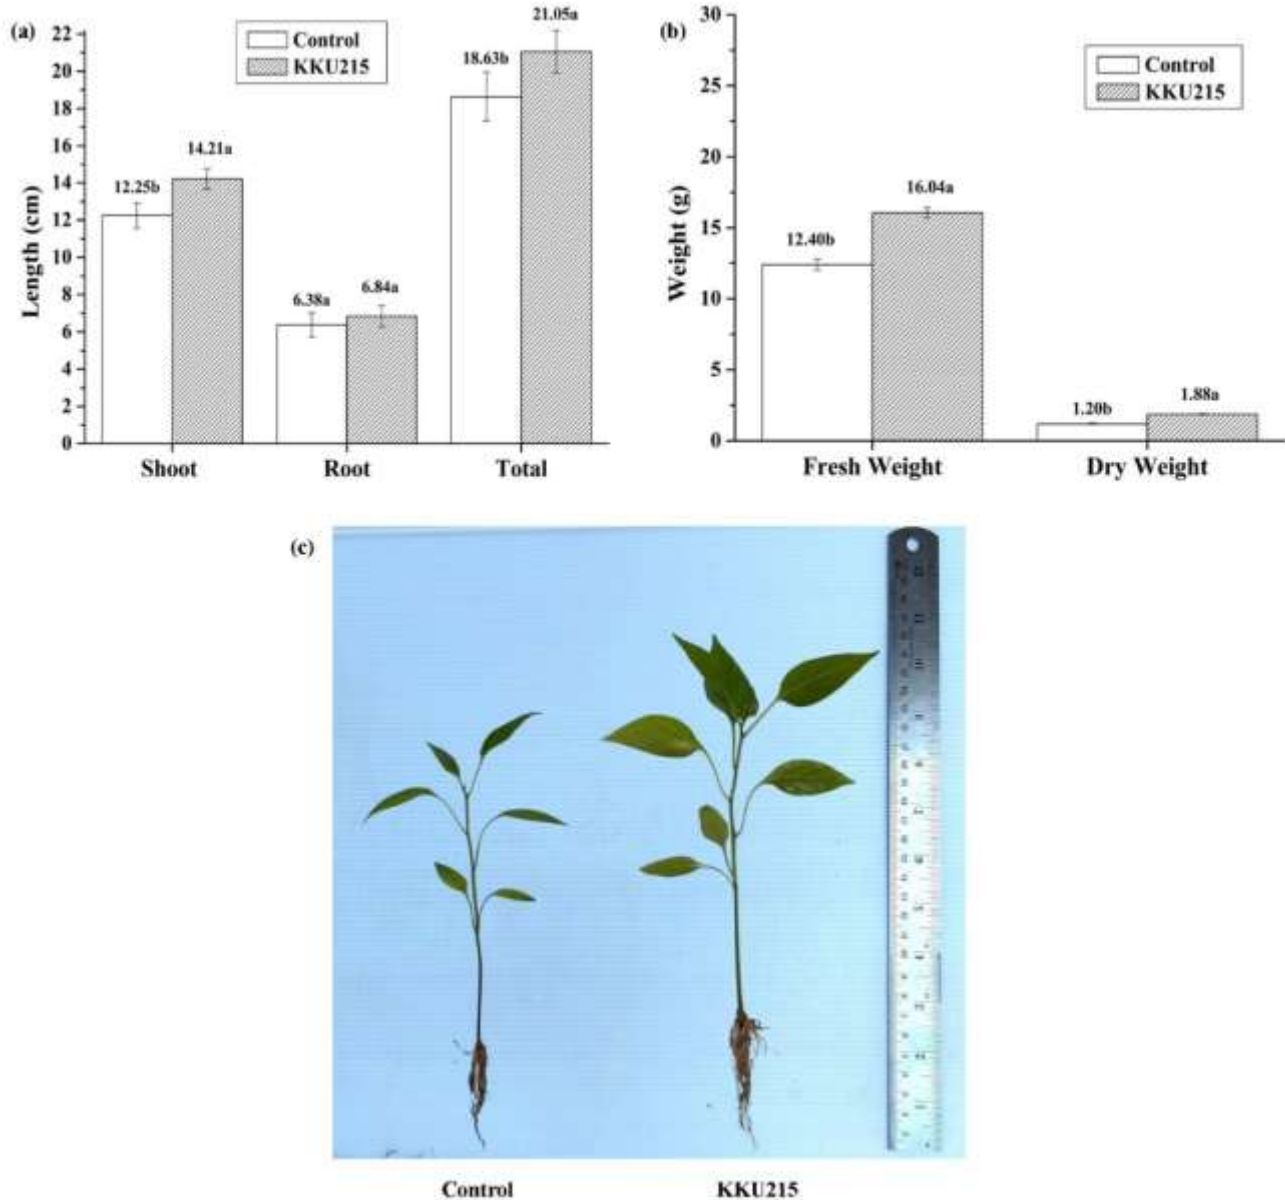 (a)
Control
KKU215
Length (cm)
22
20
18
16
14
12
10
8
6
4
2
0
12.25b
14.21a
6.38a
6.84a
18.63b
21.05a
Shoot
Root
Total
(b)
Control
KKU215
Weight (g)
30
25
20
15
10
5
0
12.40b
16.04a
1.20b
1.88a
Fresh Weight
Dry Weight
(c)
Control
KKU215